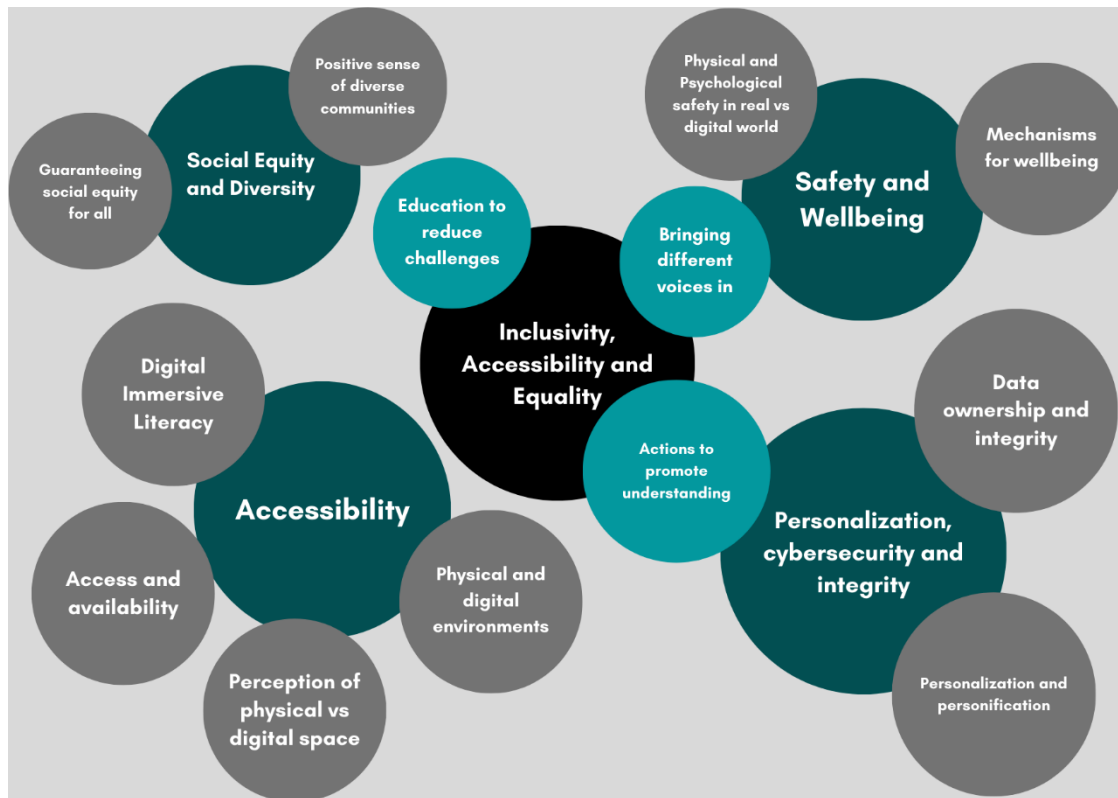 Positive sense
of diverse
communities
Social Equity
and Diversity
Guaranteeing
social equity
for all
Education to
reduce
challenges
Physical and
Psychological
safety in real vs
digital world
Mechanisms
for wellbeing
Safety and
Wellbeing
Bringing
different
voices in
Inclusivity,
Accessibility and
Equality
Digital
Immersive
Literacy
Data
ownership and
integrity
Actions to
promote
understanding
Accessibility
Personalization,
cybersecurity and
integrity
Access and
availability
Physical and
digital
environments
Perception of
physical vs
digital space
Personalization and
personification